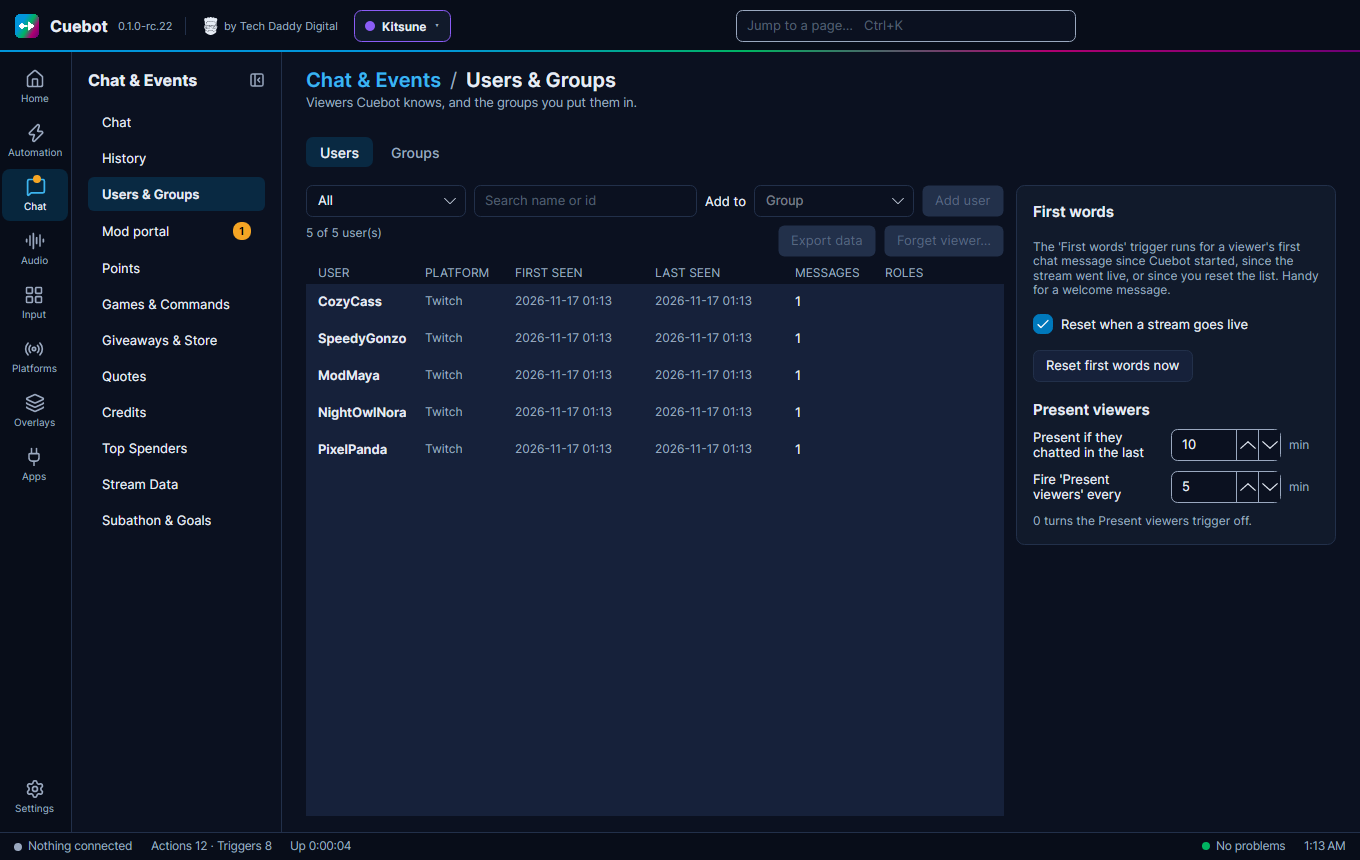 Cuebot 0.1.0-rc.22 by Tech Daddy Digital Kitsune Jump to a page... Ctrl+K
Home
Automation
Chat
Audio
Input
Platforms
Overlays
Apps
Settings
Chat & Events
Chat
History
Users & Groups
Mod portal 1
Points
Games & Commands
Giveaways & Store
Quotes
Credits
Top Spenders
Stream Data
Subathon & Goals
Chat & Events / Users & Groups
Viewers Cuebot knows, and the groups you put them in.
Users Groups
All Search name or id Add to Group Add user
5 of 5 user(s) Export data Forget viewer...
USER PLATFORM FIRST SEEN LAST SEEN MESSAGES ROLES
CozyCass Twitch 2026-11-17 01:13 2026-11-17 01:13 1
SpeedyGonzo Twitch 2026-11-17 01:13 2026-11-17 01:13 1
ModMaya Twitch 2026-11-17 01:13 2026-11-17 01:13 1
NightOwlNora Twitch 2026-11-17 01:13 2026-11-17 01:13 1
PixelPanda Twitch 2026-11-17 01:13 2026-11-17 01:13 1
First words
The 'First words' trigger runs for a viewer's first
chat message since Cuebot started, since the
stream went live, or since you reset the list. Handy
for a welcome message.
Reset when a stream goes live
Reset first words now
Present viewers
Present if they
chatted in the last 10 min
Fire 'Present
viewers' every 5 min
0 turns the Present viewers trigger off.
Nothing connected Actions 12 · Triggers 8 Up 0:00:04 No problems 1:13 AM